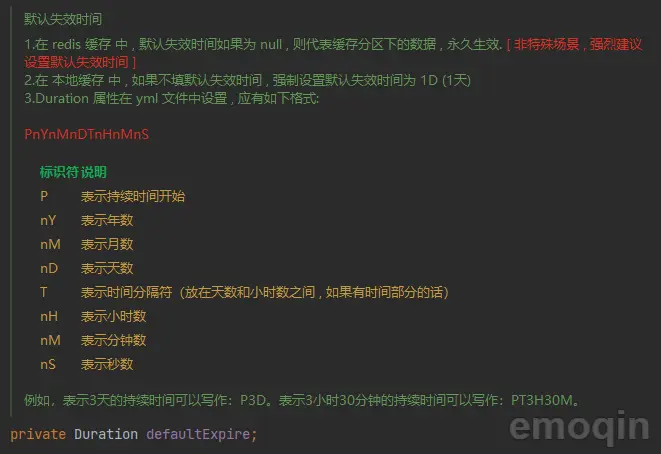 默认失效时间
1.在 redis 缓存 中 , 默认失效时间如果为 null , 则代表缓存分区下的数据 , 永久生效. [ 非特殊场景 , 强烈建议
设置默认失效时间 ]
2.在 本地缓存 中 , 如果不填默认失效时间 , 强制设置默认失效时间为 1D (1天)
3.Duration 属性在 yml 文件中设置 , 应有如下格式:
PnYnMnDTnHnMnS
标识符 说明
P 表示持续时间开始
nY 表示年数
nM 表示月数
nD 表示天数
T 表示时间分隔符（放在天数和小时数之间 , 如果有时间部分的话）
nH 表示小时数
nM 表示分钟数
nS 表示秒数
例如，表示3天的持续时间可以写作：P3D。表示3小时30分钟的持续时间可以写作：PT3H30M。
private Duration defaultExpire;
emoqin